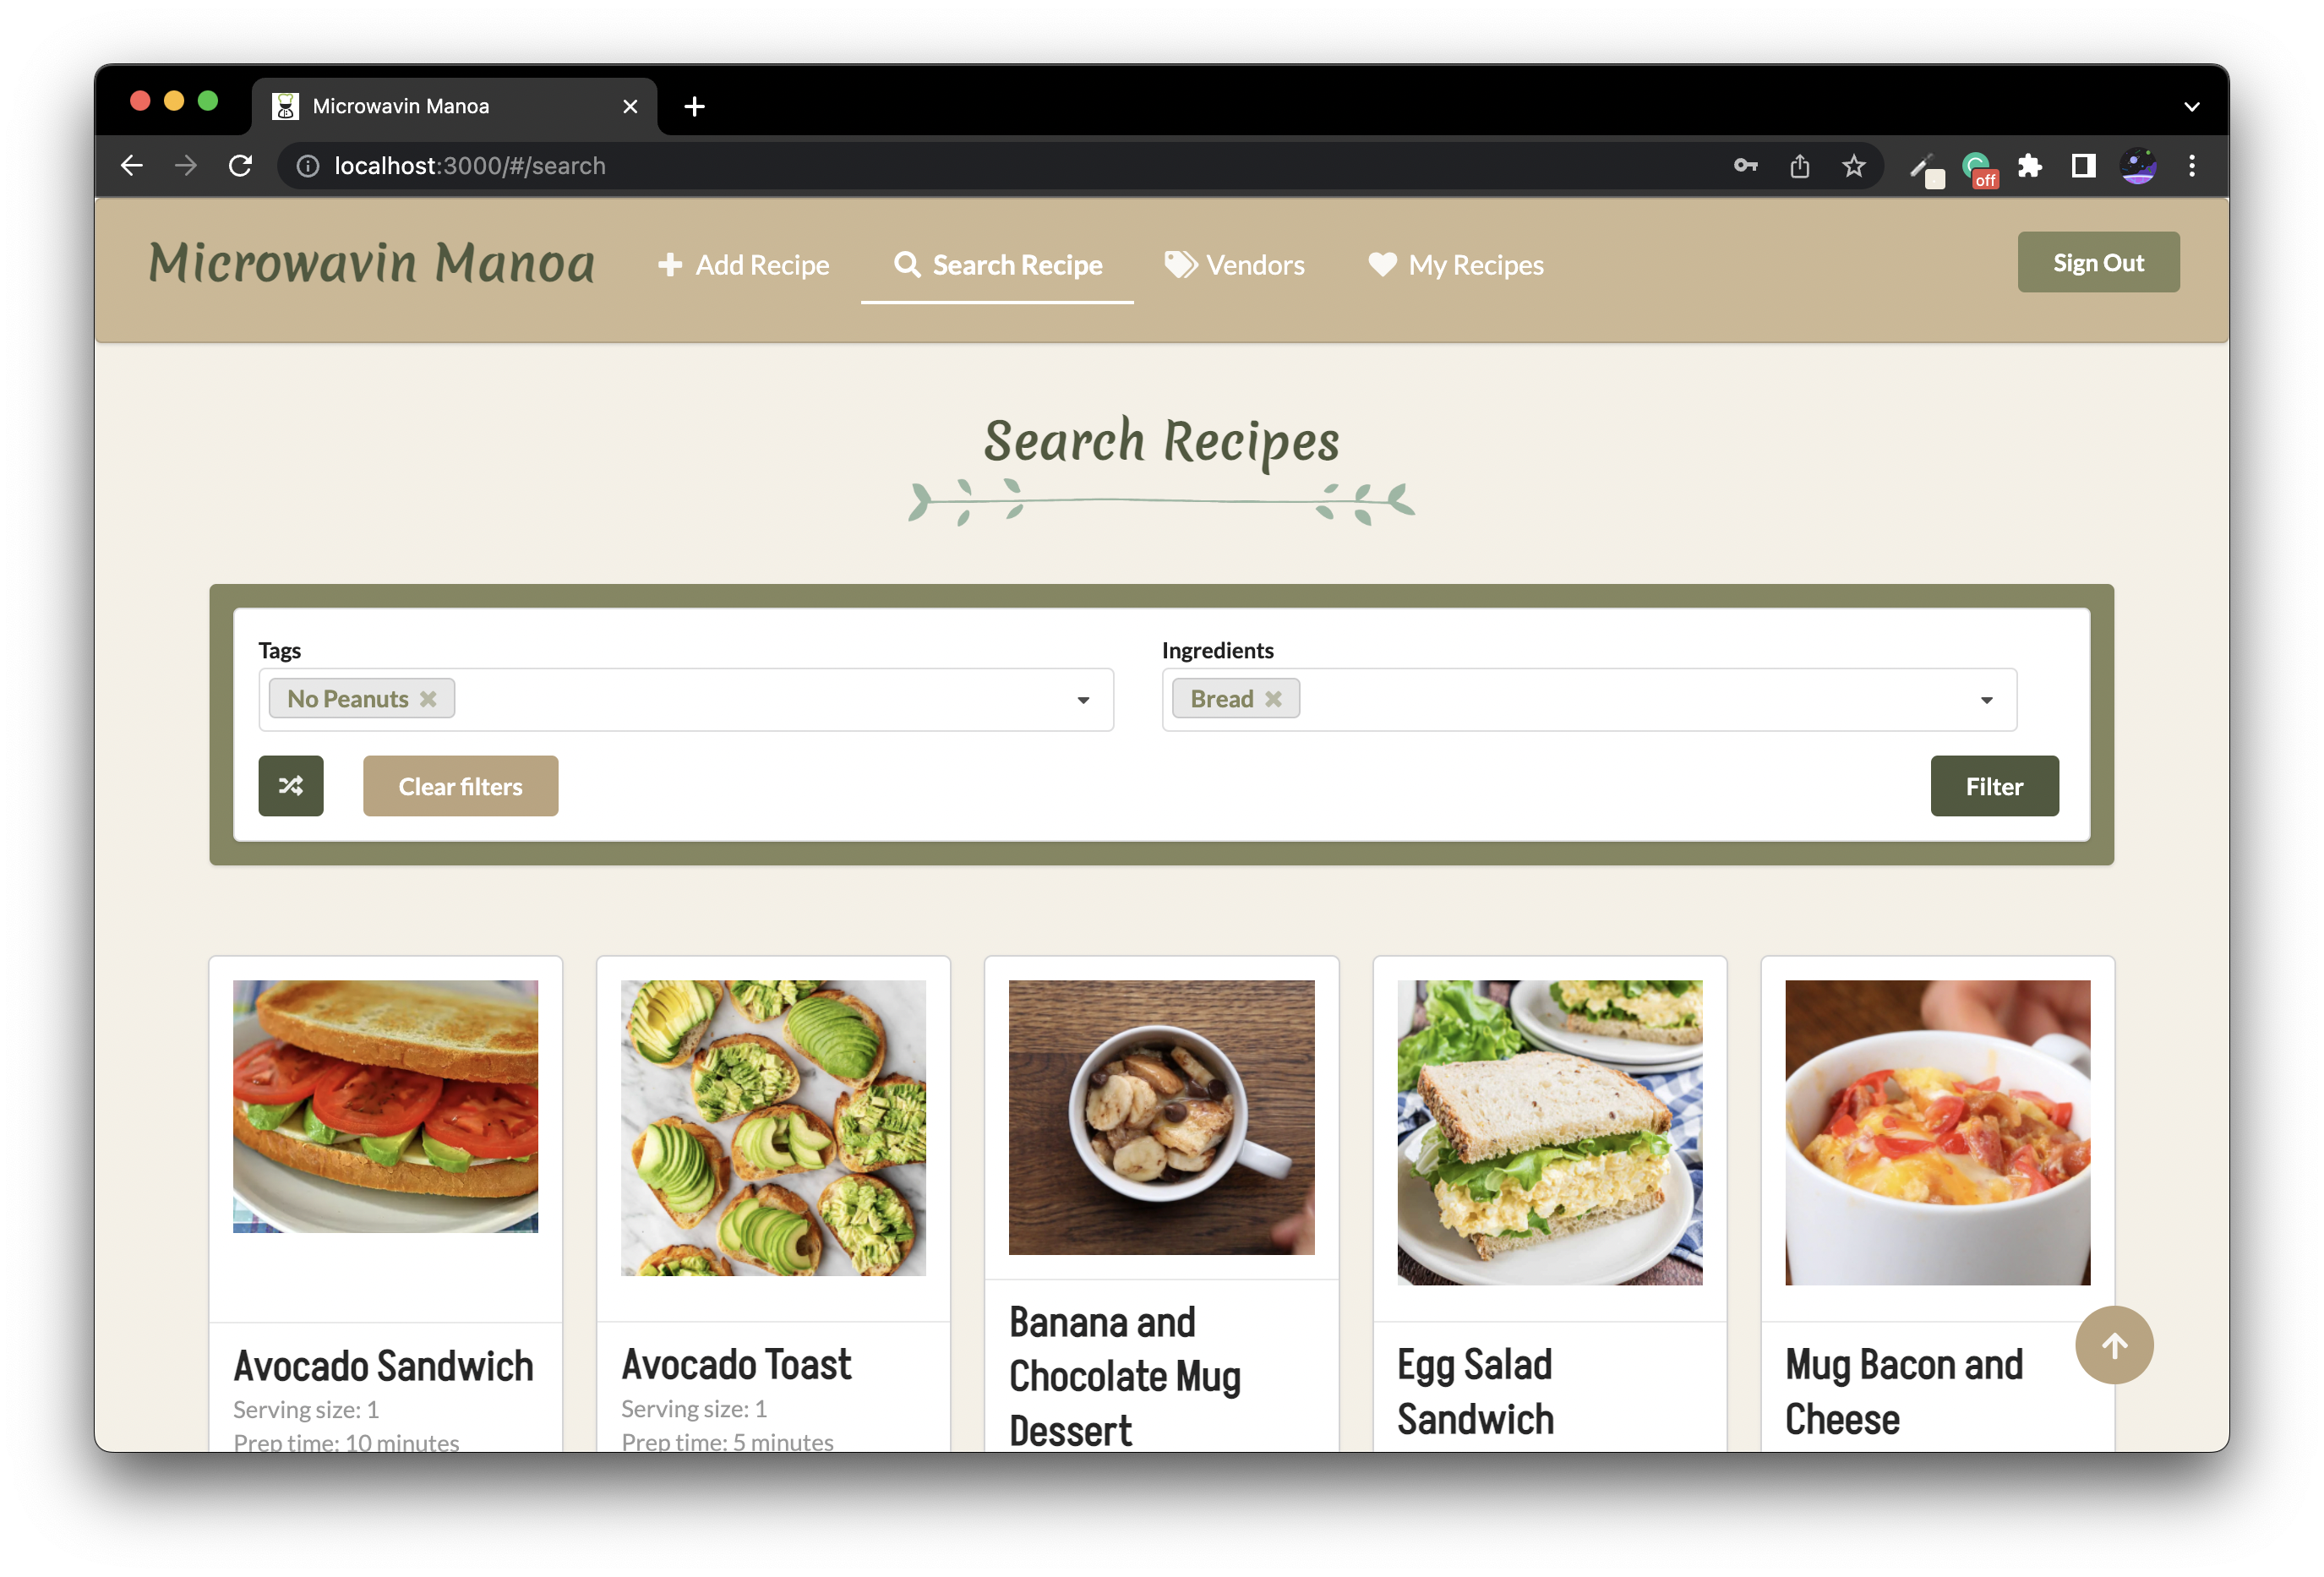 Microwavin Manoa
localhost:3000/#/search
off
Microwavin Manoa
Add Recipe
Search Recipe
Vendors
My Recipes
Sign Out
Search Recipes
Tags
Ingredients
No Peanuts
Bread
Clear filters
Filter
Avocado Sandwich
Serving size: 1
Prep time: 10 minutes
Avocado Toast
Serving size: 1
Prep time: 5 minutes
Banana and
Chocolate Mug
Dessert
Egg Salad
Sandwich
Mug Bacon and
Cheese